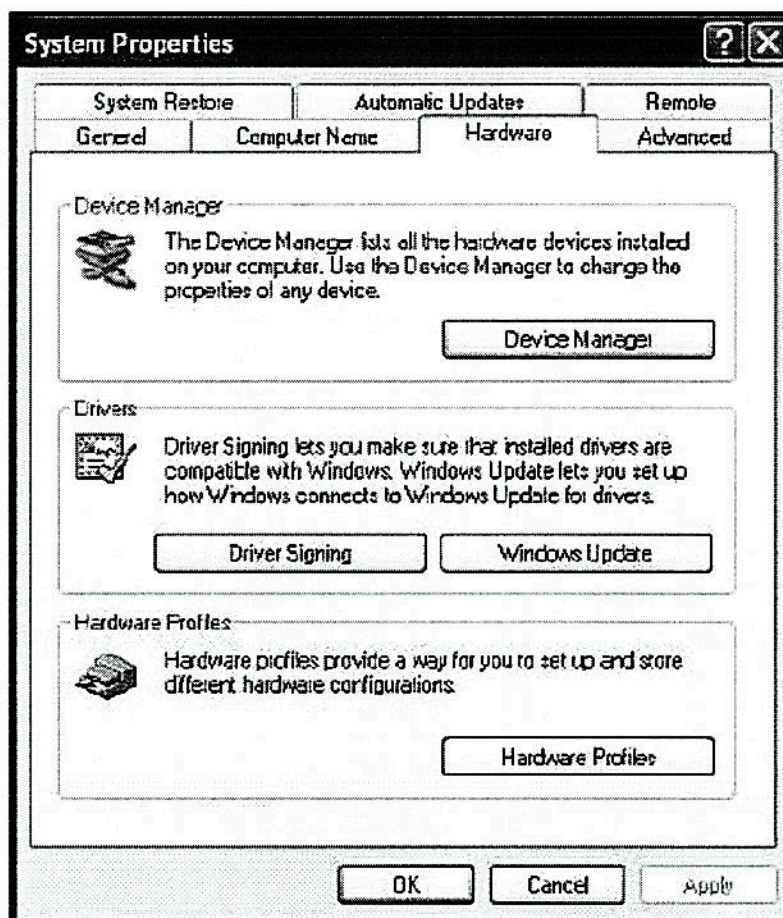 System Properties
System Restore Automatic Updates Remote
General Computer Name Hardware Advanced
Device Manager
The Device Manager lists all the hardware devices installed
on your computer. Use the Device Manager to change the
properties of any device.
Device Manager
Drivers
Driver Signing lets you make sure that installed drivers are
compatible with Windows. Windows Update lets you set up
how Windows connects to Windows Update for drivers.
Driver Signing Windows Update
Hardware Profiles
Hardware profiles provide a way for you to set up and store
different hardware configurations.
Hardware Profiles
OK Cancel Apply